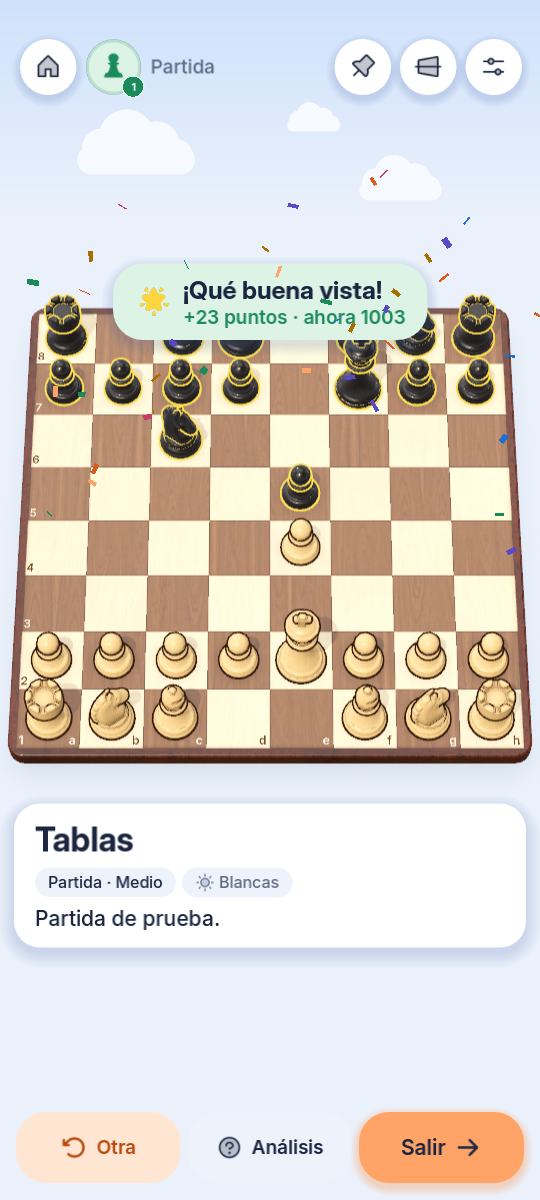 Partida
1
¡Qué buena vista!
+23 puntos · ahora 1003
8
7
6
5
4
3
2
1 a b c d e f g h
Tablas
Partida · Medio
Blancas
Partida de prueba.
Otra
Análisis
Salir